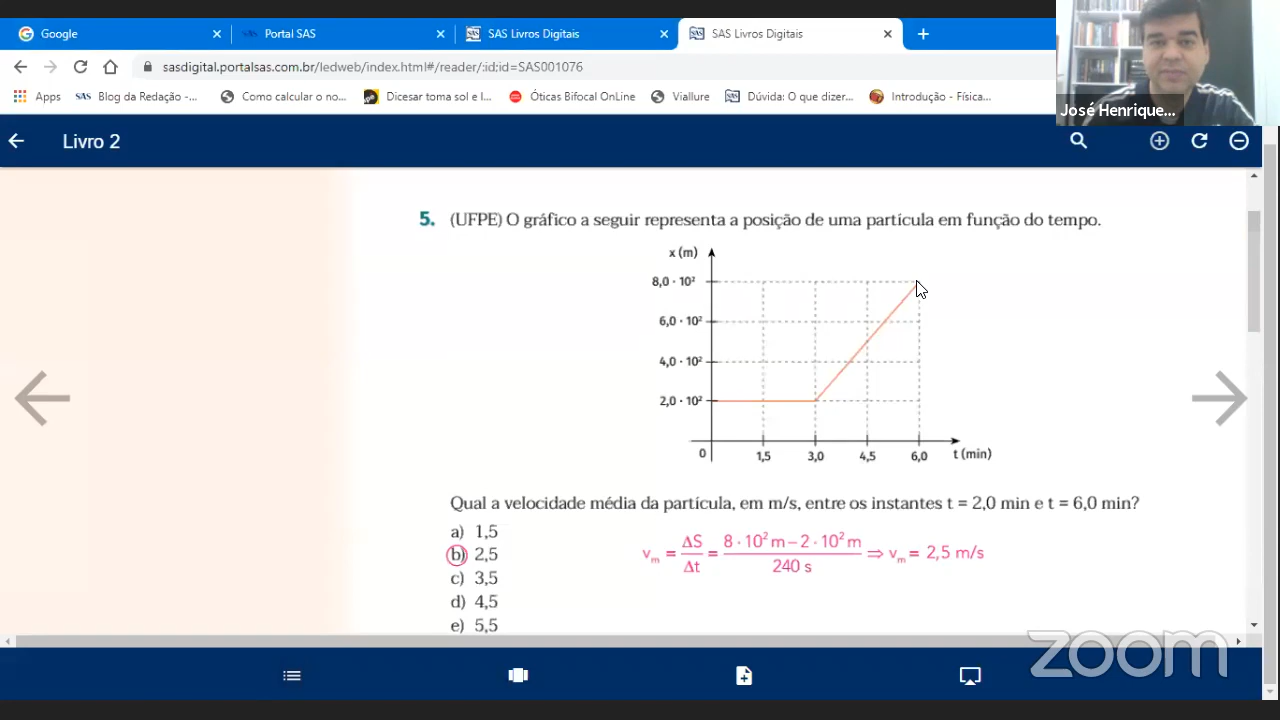 Google
Portal SAS
SAS Livros Digitais
SAS Livros Digitais
sasdigital.portalsas.com.br/ledweb/index.html#/reader/:id;id=SAS001076
Apps
SAS Blog da Redação -...
Como calcular o no...
Dicesar toma sol e l...
Óticas Bifocal OnLine
Viallure
Dúvida: O que dizer...
Introdução - Física...
José Henrique...
Livro 2
5. (UFPE) O gráfico a seguir representa a posição de uma partícula em função do tempo.
x (m)
8,0 · 10²
6,0 · 10²
4,0 · 10²
2,0 · 10²
0 1,5 3,0 4,5 6,0 t (min)
Qual a velocidade média da partícula, em m/s, entre os instantes t = 2,0 min e t = 6,0 min?
a) 1,5
b) 2,5
c) 3,5
d) 4,5
e) 5,5
vₘ = ΔS/Δt = 8 · 10² m – 2 · 10² m / 240 s ⇒ vₘ = 2,5 m/s
zoom